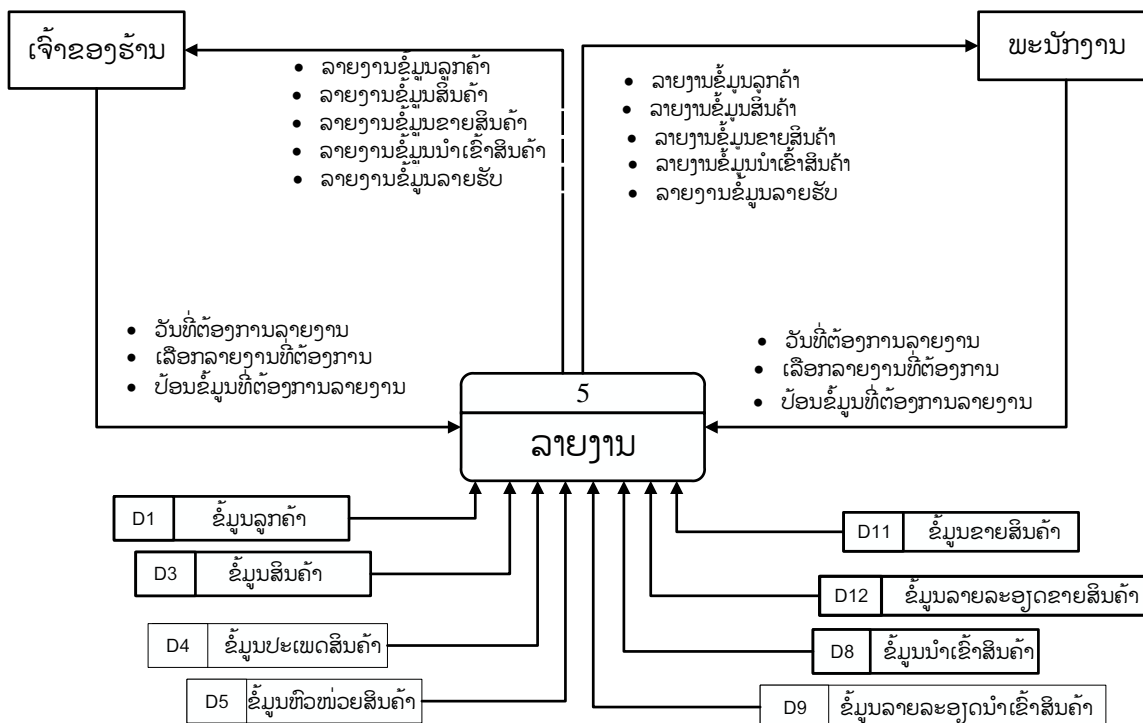 ເຈົ້າຂອງຮ້ານ
ພະນັກງານ
• ລາຍງານຂໍ້ມູນລູກຄ້າ
• ລາຍງານຂໍ້ມູນສິນຄ້າ
• ລາຍງານຂໍ້ມູນຂາຍສິນຄ້າ
• ລາຍງານຂໍ້ມູນນຳເຂົ້າສິນຄ້າ
• ລາຍງານຂໍ້ມູນລາຍຮັບ
• ລາຍງານຂໍ້ມູນລູກຄ້າ
• ລາຍງານຂໍ້ມູນສິນຄ້າ
• ລາຍງານຂໍ້ມູນຂາຍສິນຄ້າ
• ລາຍງານຂໍ້ມູນນຳເຂົ້າສິນຄ້າ
• ລາຍງານຂໍ້ມູນລາຍຮັບ
• ວັນທີ່ຕ້ອງການລາຍງານ
• ເລືອກລາຍງານທີ່ຕ້ອງການ
• ປ້ອນຂໍ້ມູນທີ່ຕ້ອງການລາຍງານ
• ວັນທີ່ຕ້ອງການລາຍງານ
• ເລືອກລາຍງານທີ່ຕ້ອງການ
• ປ້ອນຂໍ້ມູນທີ່ຕ້ອງການລາຍງານ
5
ລາຍງານ
D1 ຂໍ້ມູນລູກຄ້າ
D3 ຂໍ້ມູນສິນຄ້າ
D4 ຂໍ້ມູນປະເພດສິນຄ້າ
D5 ຂໍ້ມູນຫົວໜ່ວຍສິນຄ້າ
D11 ຂໍ້ມູນຂາຍສິນຄ້າ
D12 ຂໍ້ມູນລາຍລະອຽດຂາຍສິນຄ້າ
D8 ຂໍ້ມູນນຳເຂົ້າສິນຄ້າ
D9 ຂໍ້ມູນລາຍລະອຽດນຳເຂົ້າສິນຄ້າ